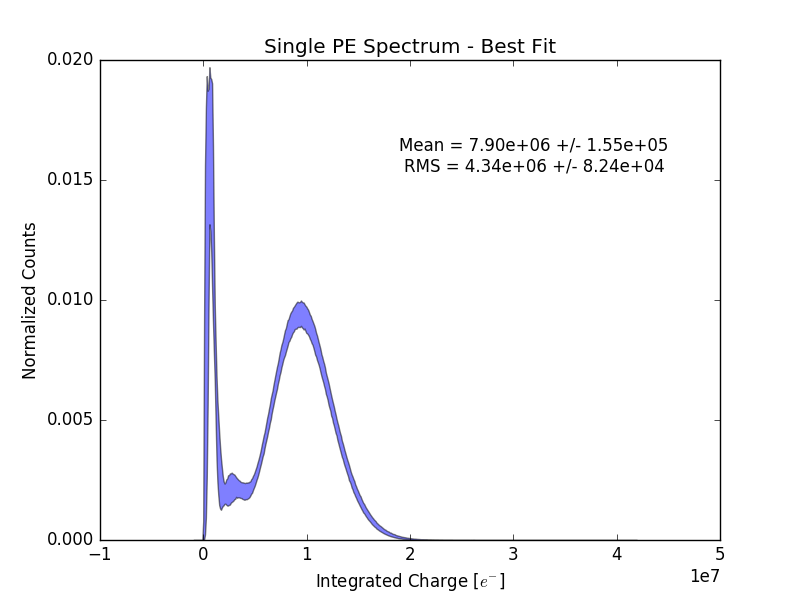 Single PE Spectrum - Best Fit
0.020
Mean = 7.90e+06 +/- 1.55e+05
RMS = 4.34e+06 +/- 8.24e+04
0.015
Normalized Counts
0.010
0.005
0.000
−1 0 1 2 3 4 5
1e7
Integrated Charge [e⁻]